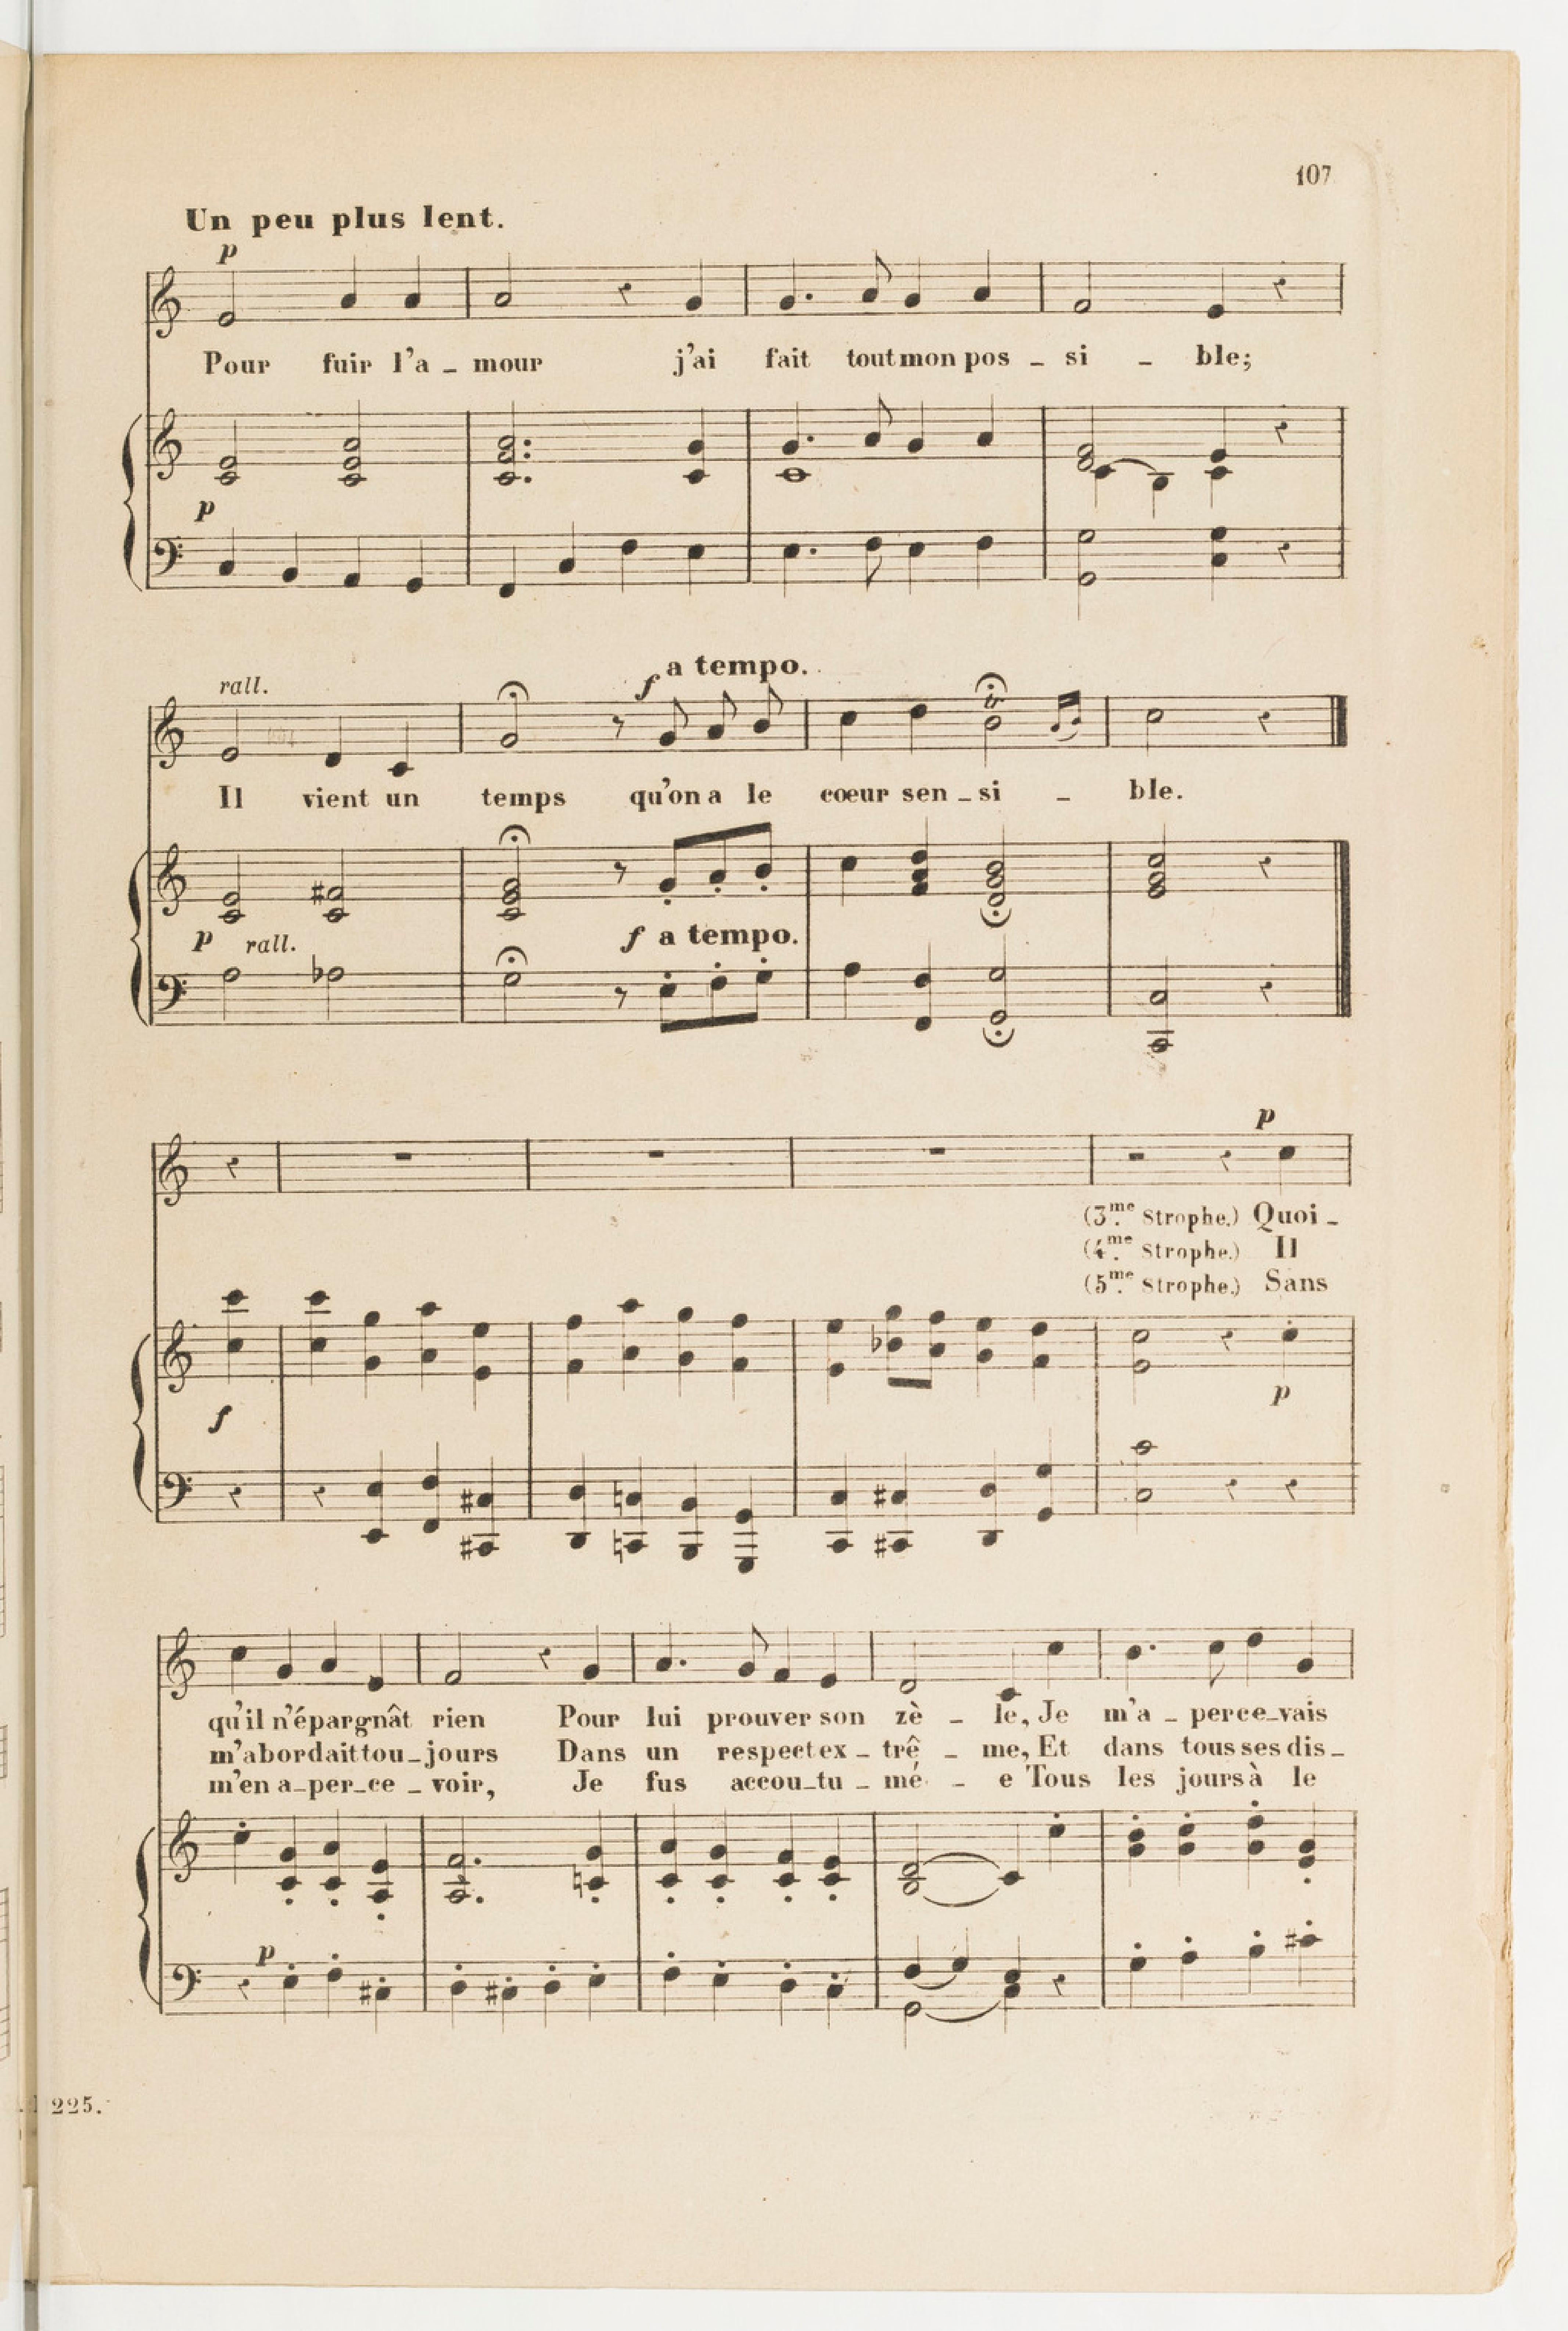 107
Un peu plus lent.
p
Pour fuir l'a_mour j'ai fait tout mon pos_si_ble;
p
rall. f a tempo.
Il vient un temps qu'on a le coeur sen_si_ble.
p rall. f a tempo.
p
(3.me Strophe.) Quoi_
(4.me Strophe.) Il
(5.me Strophe.) Sans
f p
qu'il n'épargnât rien Pour lui prouver son zè_le, Je m'a_perce_vais
m'abordait tou_jours Dans un respect ex_trê_me, Et dans tous ses dis_
m'en a_per_ce_voir, Je fus accou_tu_mé_e Tous les jours à le
p
225.